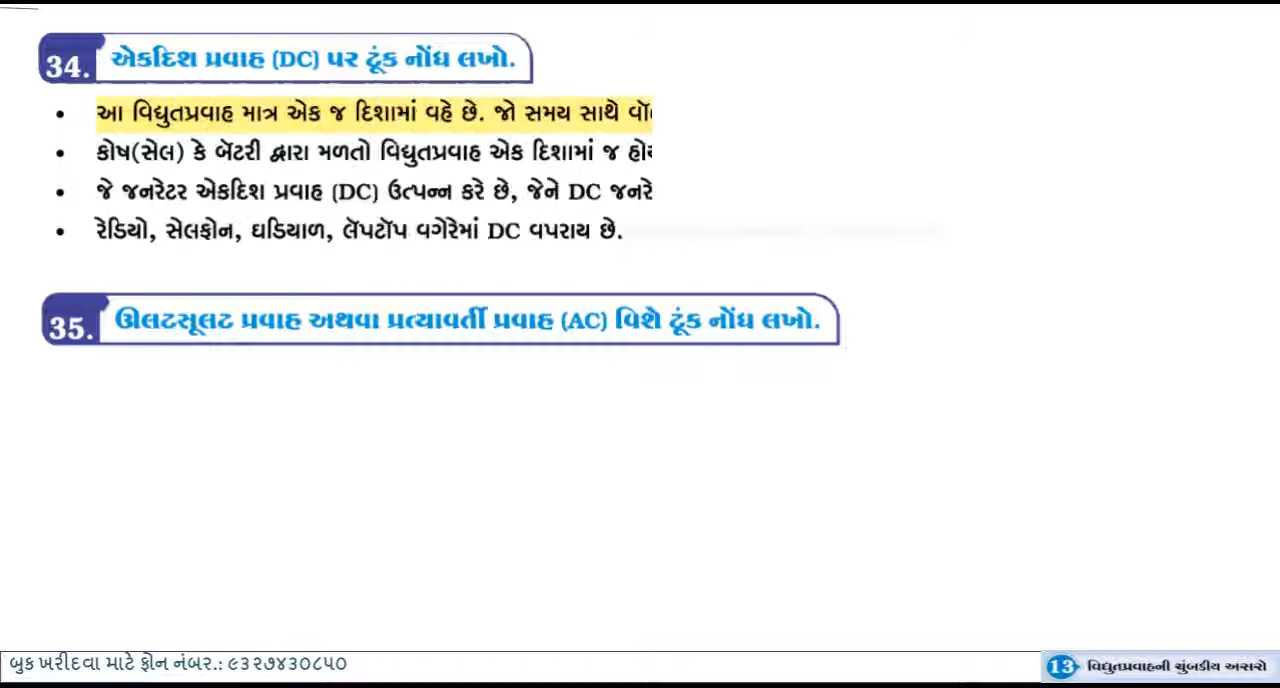 34. એકદિશ પ્રવાહ (DC) પર ટૂંક નોંધ લખો.
• આ વિદ્યુતપ્રવાહ માત્ર એક જ દિશામાં વહે છે. જો સમય સાથે
• કોષ(સેલ) કે બૅટરી દ્વારા મળતો વિદ્યુતપ્રવાહ એક દિશામાં જ
• જે જનરેટર એકદિશ પ્રવાહ (DC) ઉત્પન્ન કરે છે, જેને DC
• રેડિયો, સેલફોન, ઘડિયાળ, લૅપટૉપ વગેરેમાં DC વપરાય છે.
35. ઊલટસૂલટ પ્રવાહ અથવા પ્રત્યાવર્તી પ્રવાહ (AC) વિશે ટૂંક નોંધ લખો.
બુક ખરીદવા માટે ફોન નંબર.: ૯૩૨૭૪૩૦૮૫૦
13 વિદ્યુતપ્રવાહની ચુંબકીય અસરો